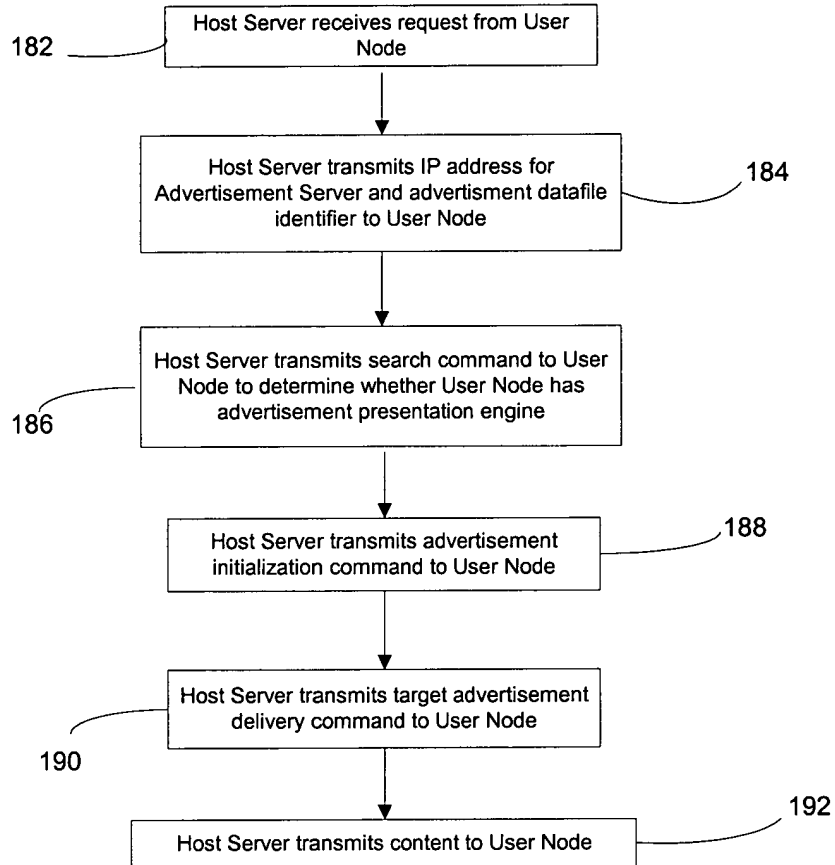 Host Server receives request from User
Node
182
Host Server transmits IP address for
Advertisement Server and advertisment datafile
identifier to User Node
184
Host Server transmits search command to User
Node to determine whether User Node has
advertisement presentation engine
186
Host Server transmits advertisement
initialization command to User Node
188
Host Server transmits target advertisement
delivery command to User Node
190
Host Server transmits content to User Node
192